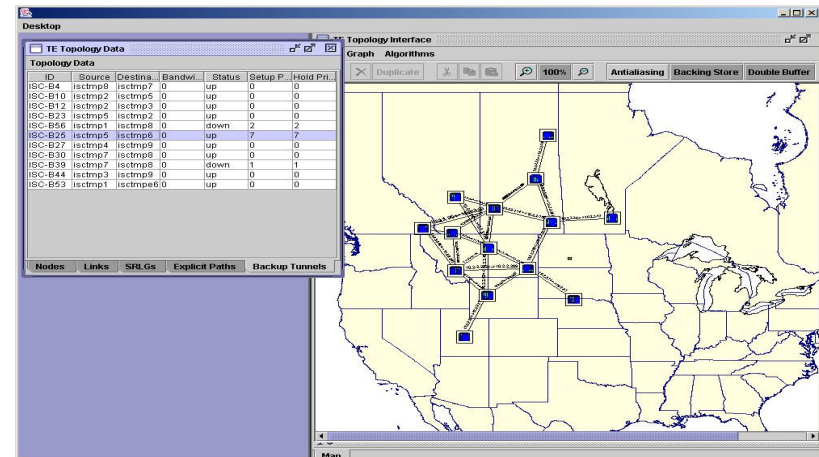 Desktop
TE Topology Data
Topology Data
ID Source Destina... Bandwi... Status Setup P... Hold Pri...
ISC-B4 isctmp8 isctmp7 0 up 0 0
ISC-B10 isctmp2 isctmp5 0 up 0 0
ISC-B12 isctmp2 isctmp3 0 up 0 0
ISC-B23 isctmp5 isctmp2 0 up 0 0
ISC-B56 isctmp1 isctmp8 0 down 2 2
ISC-B25 isctmp5 isctmp6 0 up 7 7
ISC-B27 isctmp4 isctmp9 0 up 0 0
ISC-B30 isctmp7 isctmp8 0 up 0 0
ISC-B39 isctmp7 isctmp8 0 down 1 1
ISC-B44 isctmp3 isctmp9 0 up 0 0
ISC-B53 isctmp1 isctmpe6 0 up 0 0
Nodes Links SRLGs Explicit Paths Backup Tunnels
TE Topology Interface
Graph Algorithms
Duplicate 100% Antialiasing Backing Store Double Buffer
Map